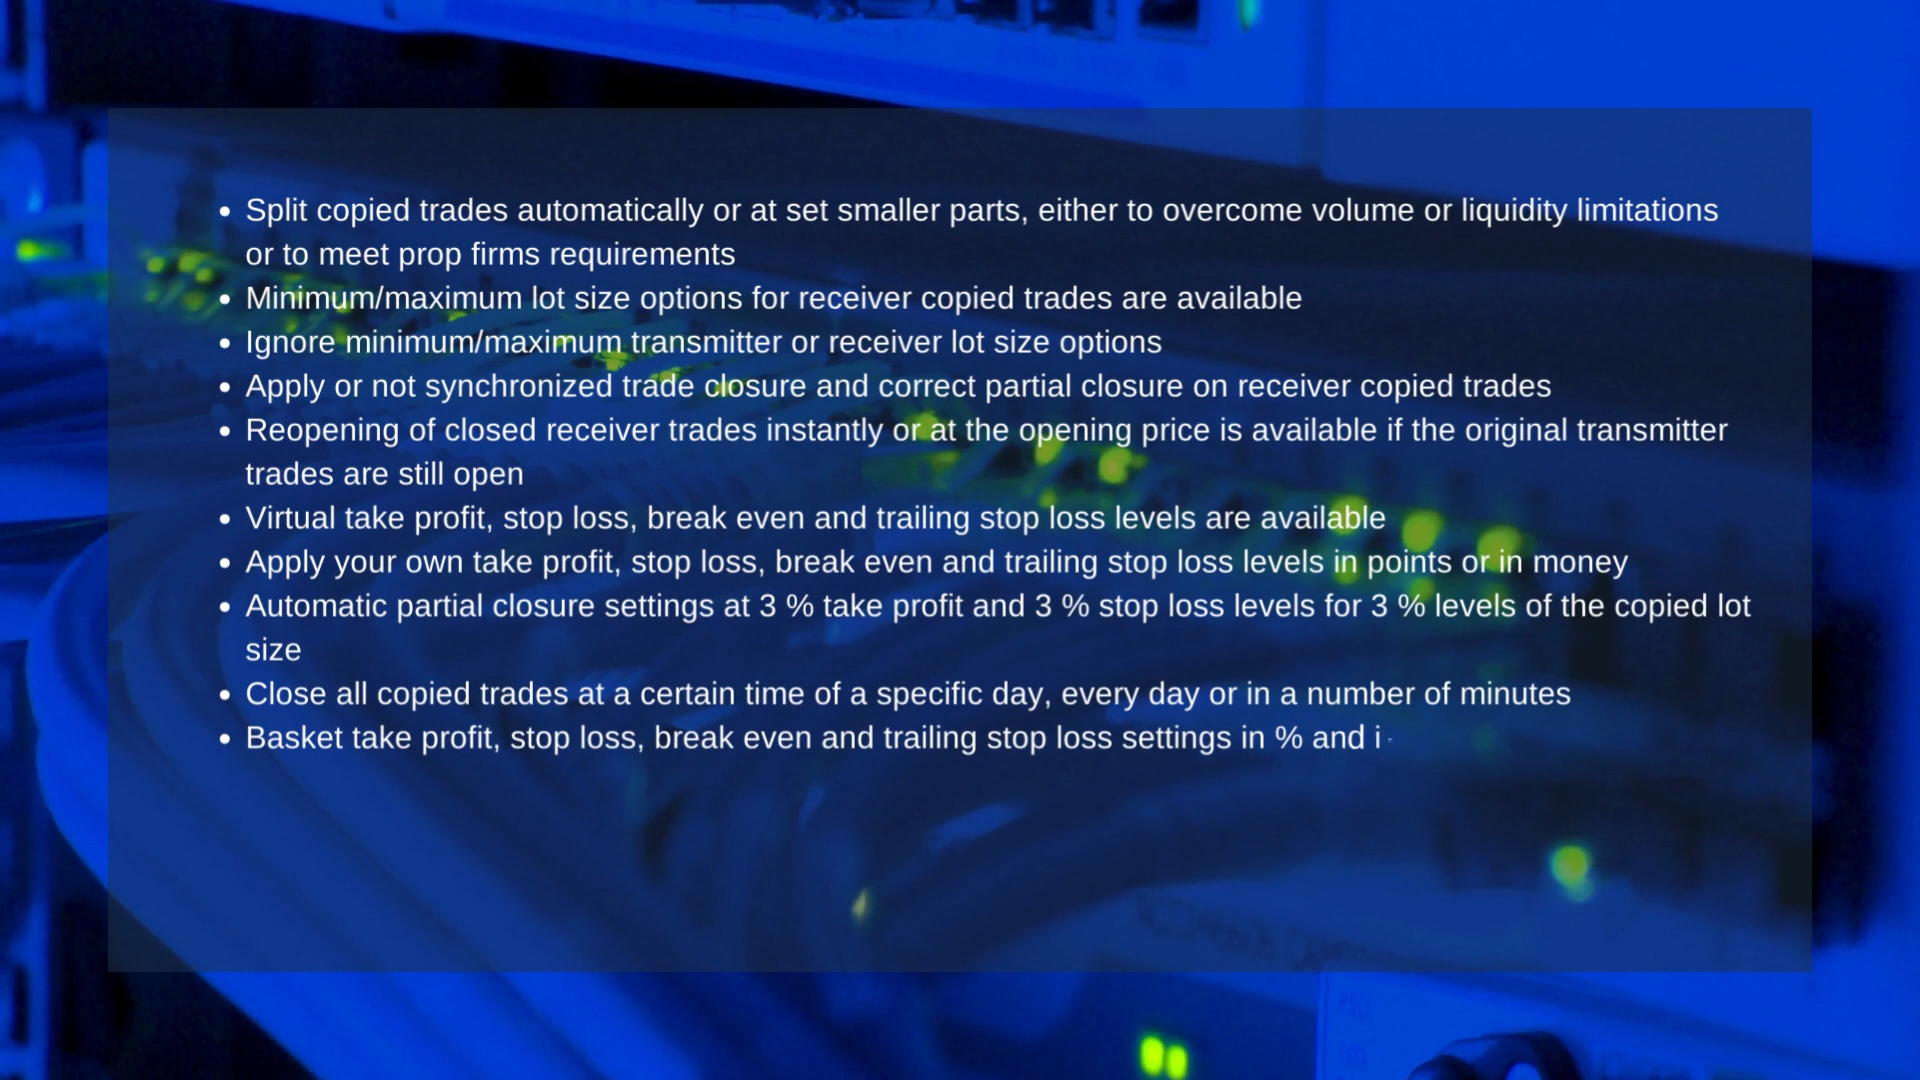 • Split copied trades automatically or at set smaller parts, either to overcome volume or liquidity limitations
or to meet prop firms requirements
• Minimum/maximum lot size options for receiver copied trades are available
• Ignore minimum/maximum transmitter or receiver lot size options
• Apply or not synchronized trade closure and correct partial closure on receiver copied trades
• Reopening of closed receiver trades instantly or at the opening price is available if the original transmitter
trades are still open
• Virtual take profit, stop loss, break even and trailing stop loss levels are available
• Apply your own take profit, stop loss, break even and trailing stop loss levels in points or in money
• Automatic partial closure settings at 3 % take profit and 3 % stop loss levels for 3 % levels of the copied lot
size
• Close all copied trades at a certain time of a specific day, every day or in a number of minutes
• Basket take profit, stop loss, break even and trailing stop loss settings in % and i